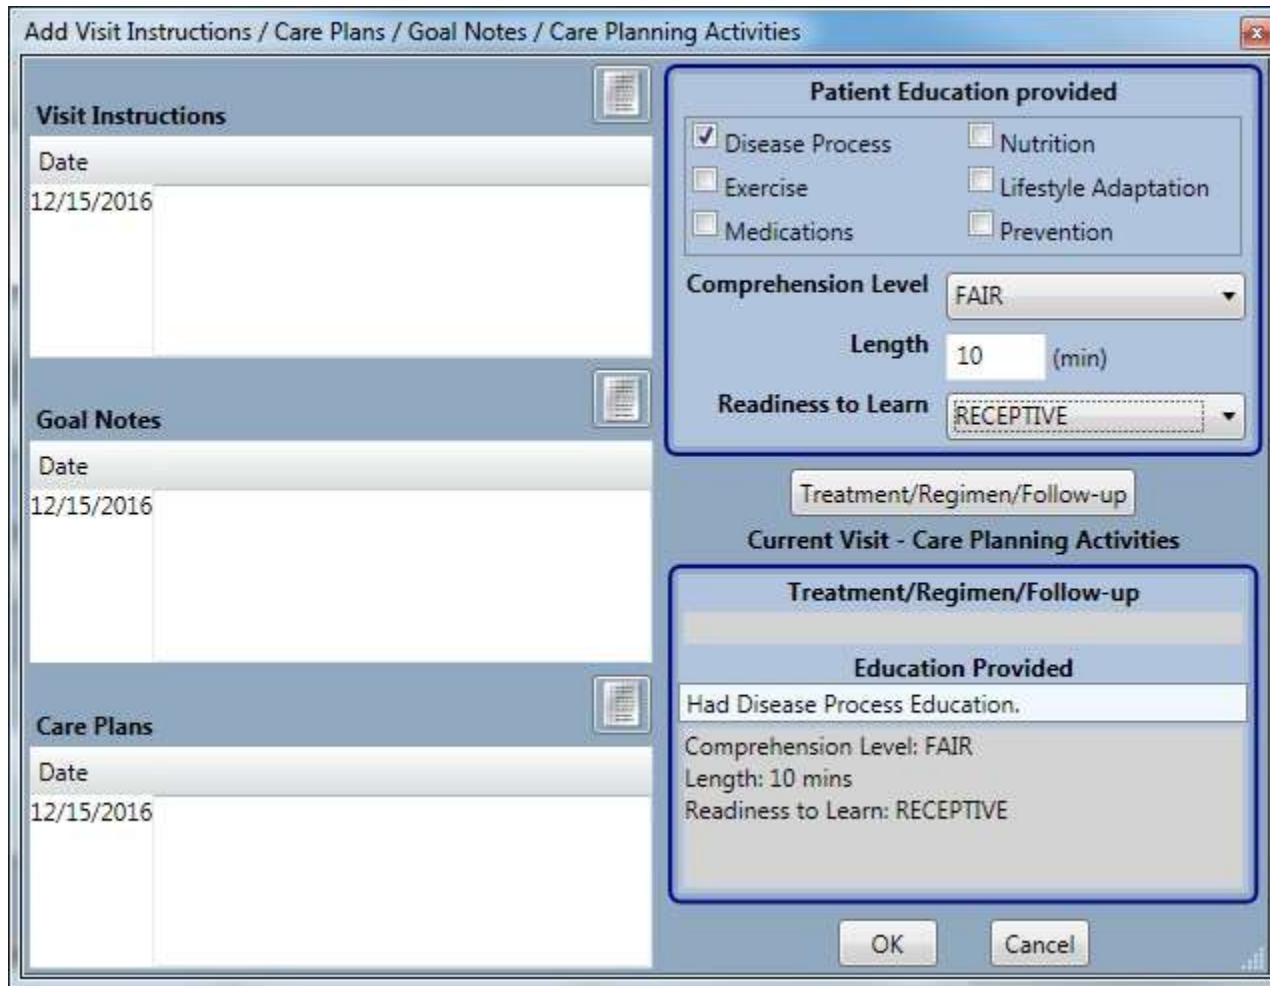 Add Visit Instructions / Care Plans / Goal Notes / Care Planning Activities
Visit Instructions
Date
12/15/2016
Goal Notes
Date
12/15/2016
Care Plans
Date
12/15/2016
Patient Education provided
Disease Process
Nutrition
Exercise
Lifestyle Adaptation
Medications
Prevention
Comprehension Level FAIR
Length 10 (min)
Readiness to Learn RECEPTIVE
Treatment/Regimen/Follow-up
Current Visit - Care Planning Activities
Treatment/Regimen/Follow-up
Education Provided
Had Disease Process Education.
Comprehension Level: FAIR
Length: 10 mins
Readiness to Learn: RECEPTIVE
OK
Cancel